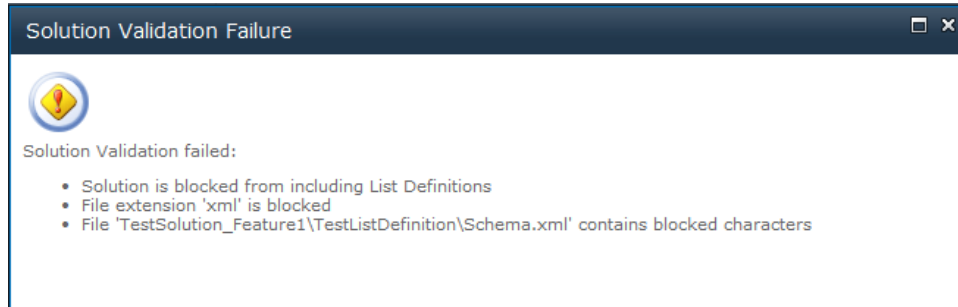 Solution Validation Failure
Solution Validation failed:
• Solution is blocked from including List Definitions
• File extension 'xml' is blocked
• File 'TestSolution_Feature1\TestListDefinition\Schema.xml' contains blocked characters